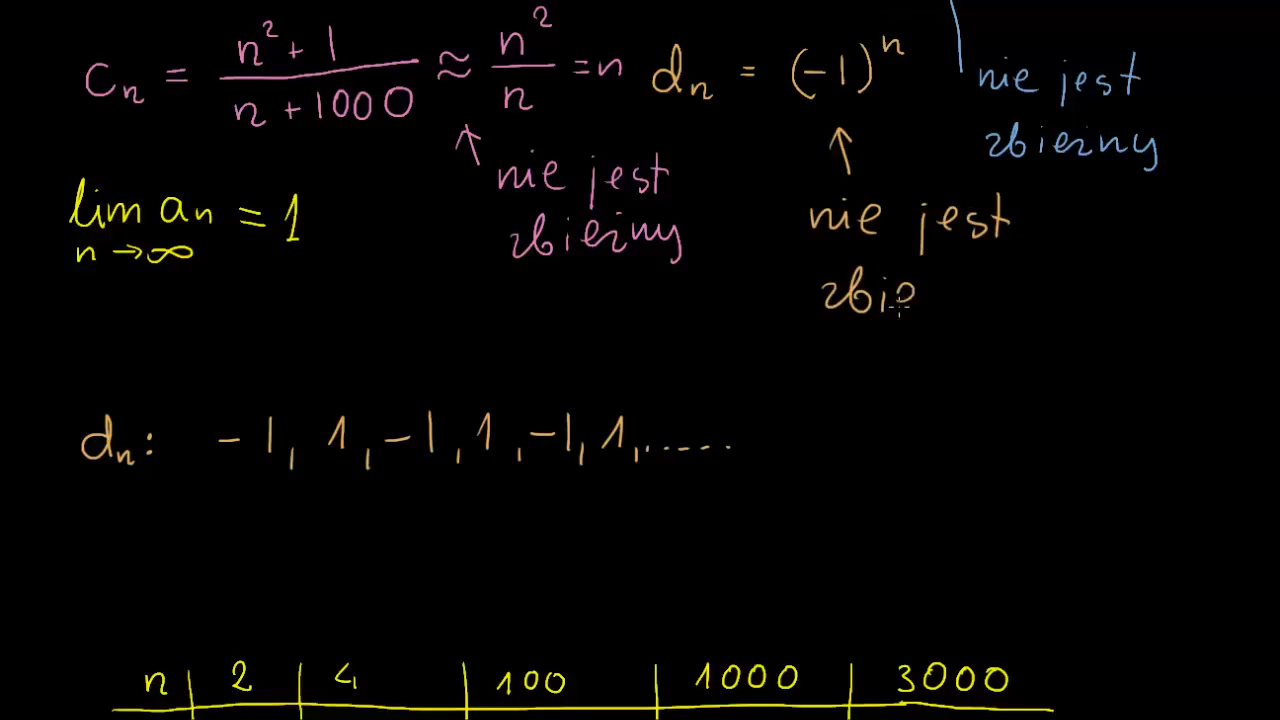 cₙ = (n² + 1)/(n + 1000) ≈ n²/n = n
↑ nie jest
zbieżny
dₙ = (-1)ⁿ
↑
nie jest
zbie
nie jest
zbieżny
lim aₙ = 1
n→∞
dₙ: -1, 1, -1, 1, -1, 1, .....
n | 2 | 4 | 100 | 1000 | 3000